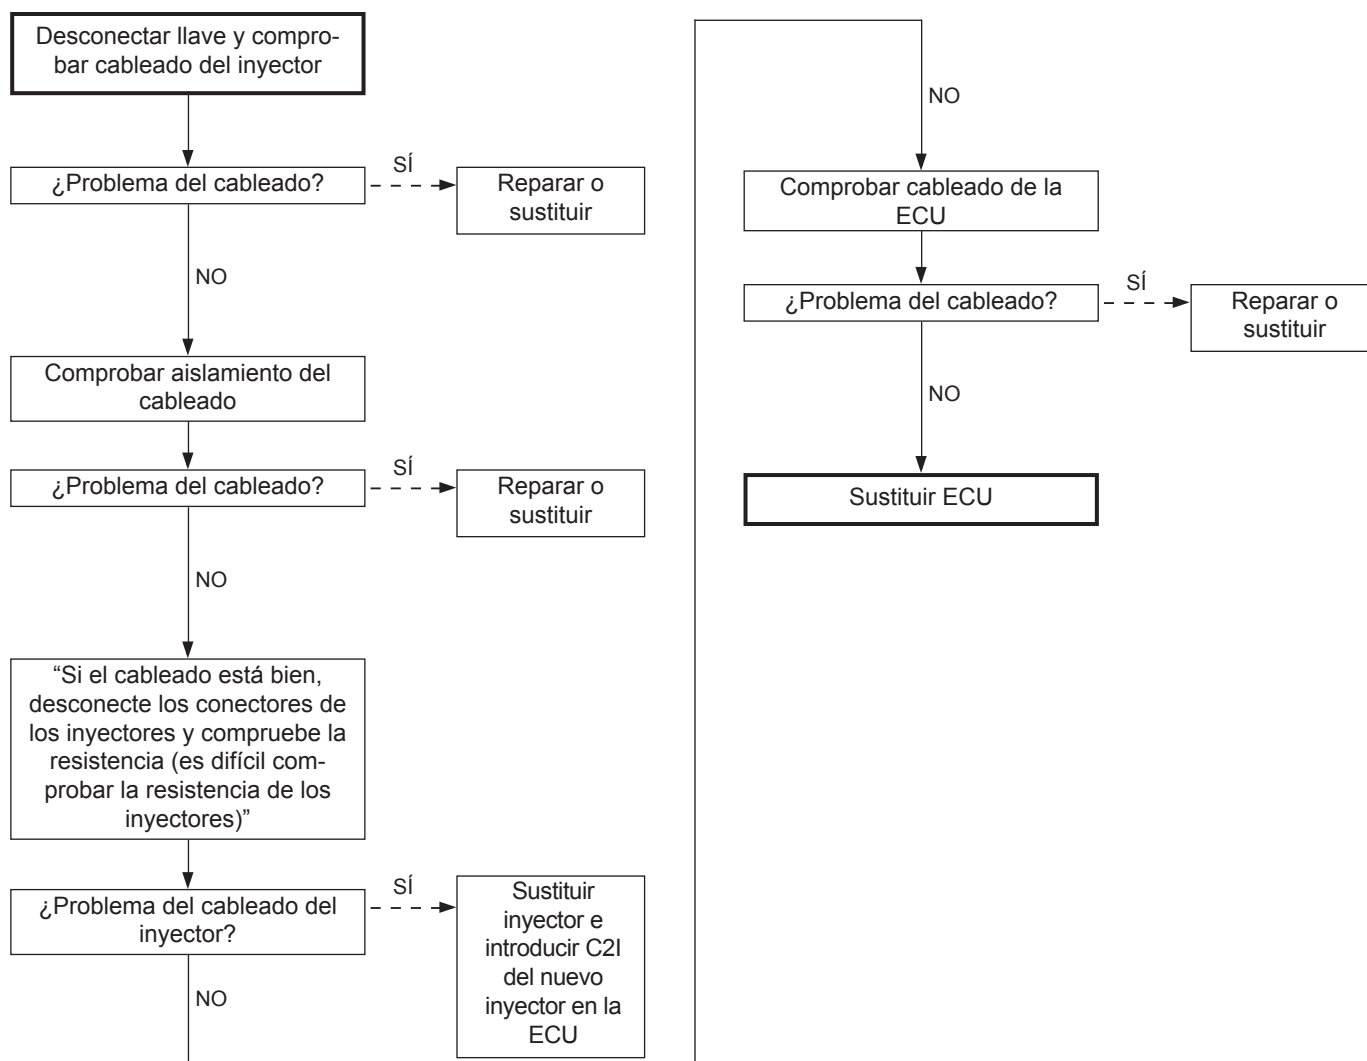 Desconectar llave y compro-
bar cableado del inyector
¿Problema del cableado?
SÍ
Reparar o
sustituir
NO
Comprobar aislamiento del
cableado
¿Problema del cableado?
SÍ
Reparar o
sustituir
NO
“Si el cableado está bien,
desconecte los conectores de
los inyectores y compruebe la
resistencia (es difícil com-
probar la resistencia de los
inyectores)”
¿Problema del cableado del
inyector?
SÍ
Sustituir
inyector e
introducir C2I
del nuevo
inyector en la
ECU
NO
NO
Comprobar cableado de la
ECU
¿Problema del cableado?
SÍ
Reparar o
sustituir
NO
Sustituir ECU